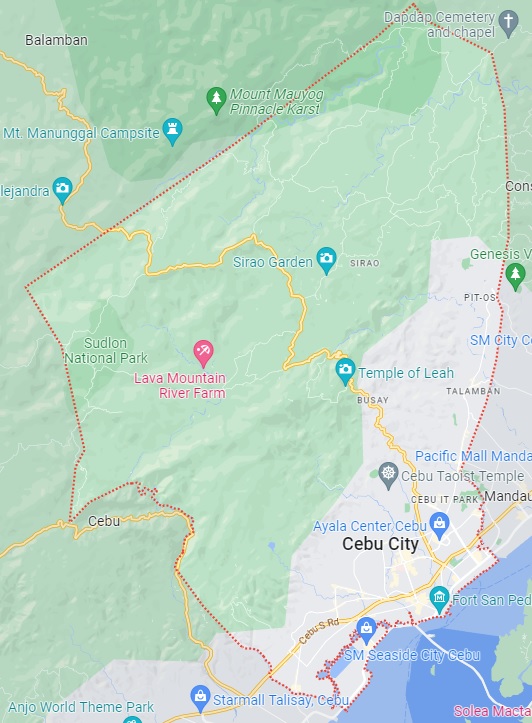 Dapdap Cemetery
and chapel
Balamban
Mount Mauyog
Pinnacle Karst
Mt. Manunggal Campsite
lejandra
Cons
Genesis V
Sirao Garden
SIRAO
PIT-OS
SM City Co
Sudlon
National Park
Lava Mountain
River Farm
Temple of Leah
BUSAY
TALAMBAN
Pacific Mall Manda
Cebu Taoist Temple
CEBU IT PARK
Mandau
Cebu
Ayala Center Cebu
Cebu City
Fort San Ped
Cebu S Rd
SM Seaside City Cebu
Starmall Talisay, Cebu
Anjo World Theme Park
Solea Macta